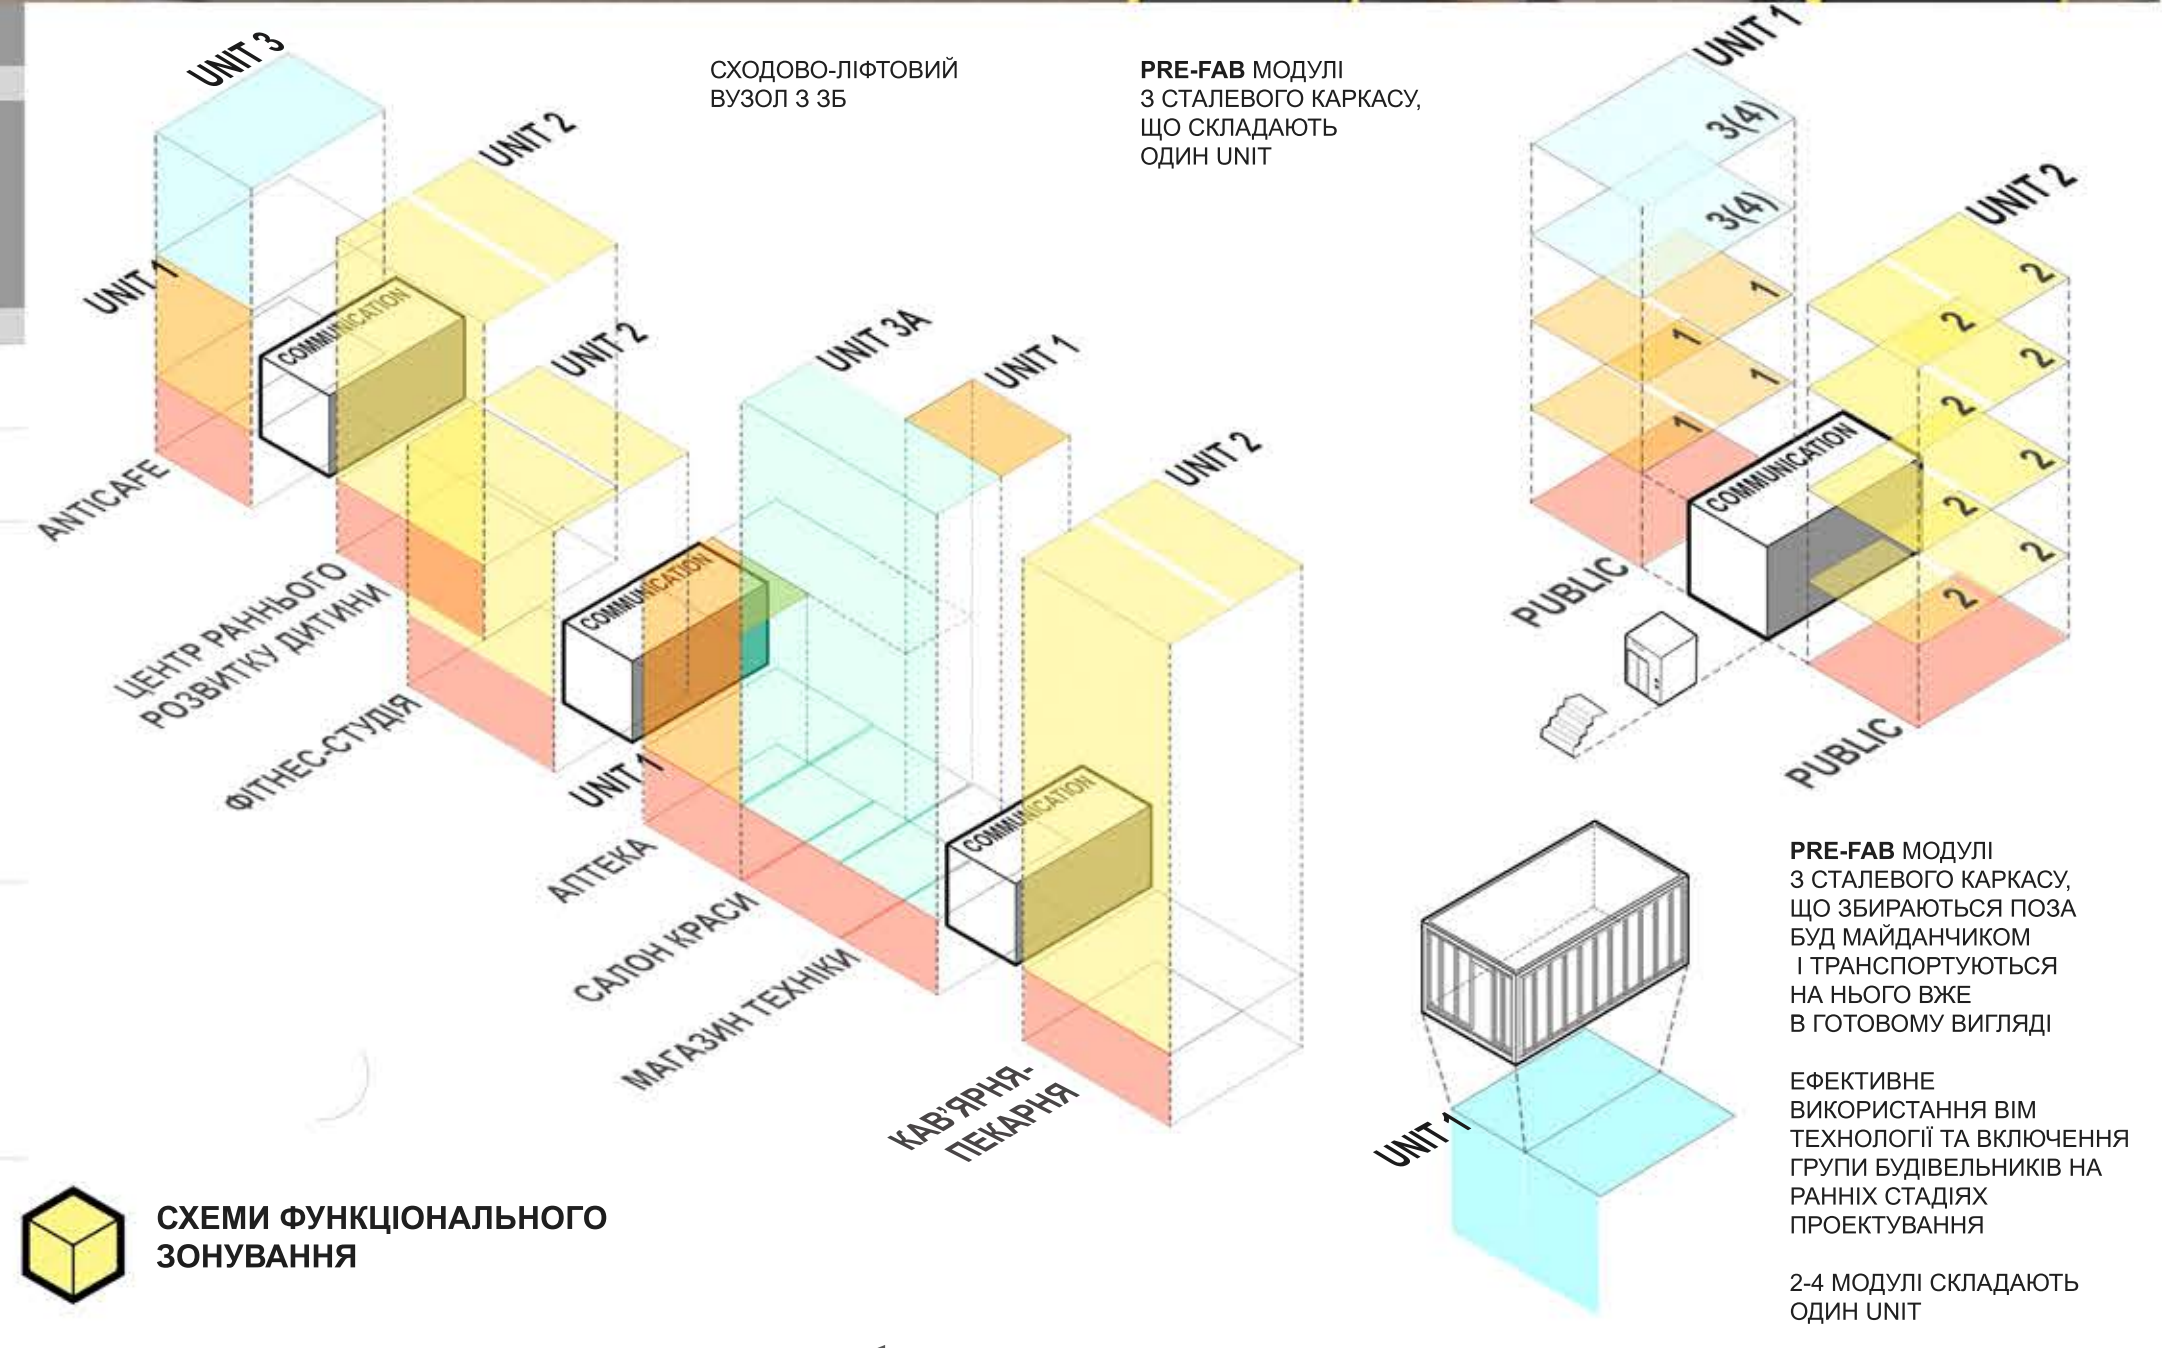 UNIT 3
UNIT 2
UNIT 1
COMMUNICATION
ANTICAFE
ЦЕНТР РАННЬОГО
РОЗВИТКУ ДИТИНИ
UNIT 2
ФІТНЕС-СТУДІЯ
СХОДОВО-ЛІФТОВИЙ
ВУЗОЛ З ЗБ
PRE-FAB МОДУЛІ
З СТАЛЕВОГО КАРКАСУ,
ЩО СКЛАДАЮТЬ
ОДИН UNIT
UNIT 3A
UNIT 1
UNIT 2
COMMUNICATION
UNIT 1
АПТЕКА
САЛОН КРАСИ
МАГАЗИН ТЕХНІКИ
COMMUNICATION
КАВ'ЯРНЯ-
ПЕКАРНЯ
UNIT 1
3(4)
3(4)
1
1
1
1
UNIT 2
2
2
2
2
2
2
2
2
COMMUNICATION
PUBLIC
PUBLIC
UNIT 1
PRE-FAB МОДУЛІ
З СТАЛЕВОГО КАРКАСУ,
ЩО ЗБИРАЮТЬСЯ ПОЗА
БУД МАЙДАНЧИКОМ
І ТРАНСПОРТУЮТЬСЯ
НА НЬОГО ВЖЕ
В ГОТОВОМУ ВИГЛЯДІ
ЕФЕКТИВНЕ
ВИКОРИСТАННЯ BIM
ТЕХНОЛОГІЇ ТА ВКЛЮЧЕННЯ
ГРУПИ БУДІВЕЛЬНИКІВ НА
РАННІХ СТАДІЯХ
ПРОЕКТУВАННЯ
2-4 МОДУЛІ СКЛАДАЮТЬ
ОДИН UNIT
СХЕМИ ФУНКЦІОНАЛЬНОГО
ЗОНУВАННЯ